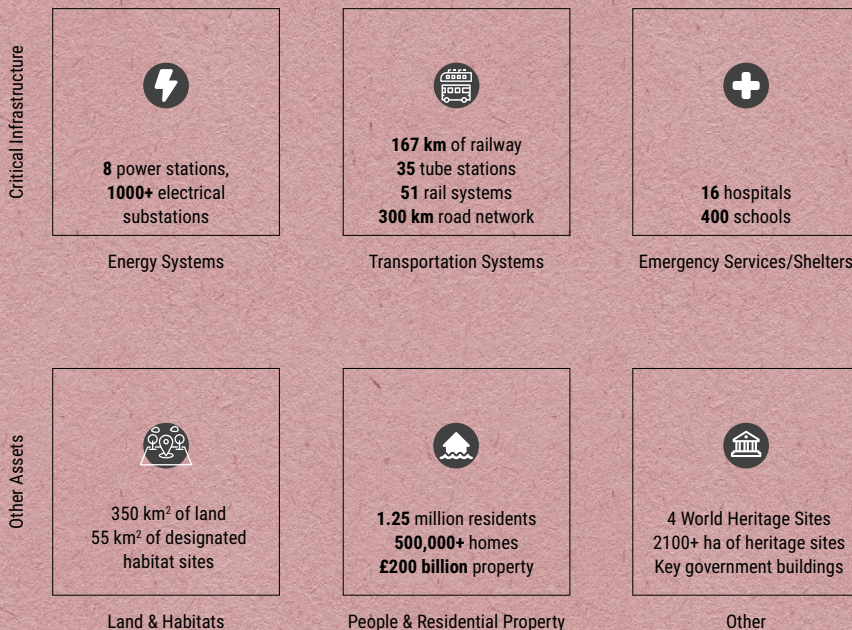 Critical Infrastructure
8 power stations,
1000+ electrical
substations
Energy Systems
167 km of railway
35 tube stations
51 rail systems
300 km road network
Transportation Systems
16 hospitals
400 schools
Emergency Services/Shelters
Other Assets
350 km² of land
55 km² of designated
habitat sites
Land & Habitats
1.25 million residents
500,000+ homes
£200 billion property
People & Residential Property
4 World Heritage Sites
2100+ ha of heritage sites
Key government buildings
Other